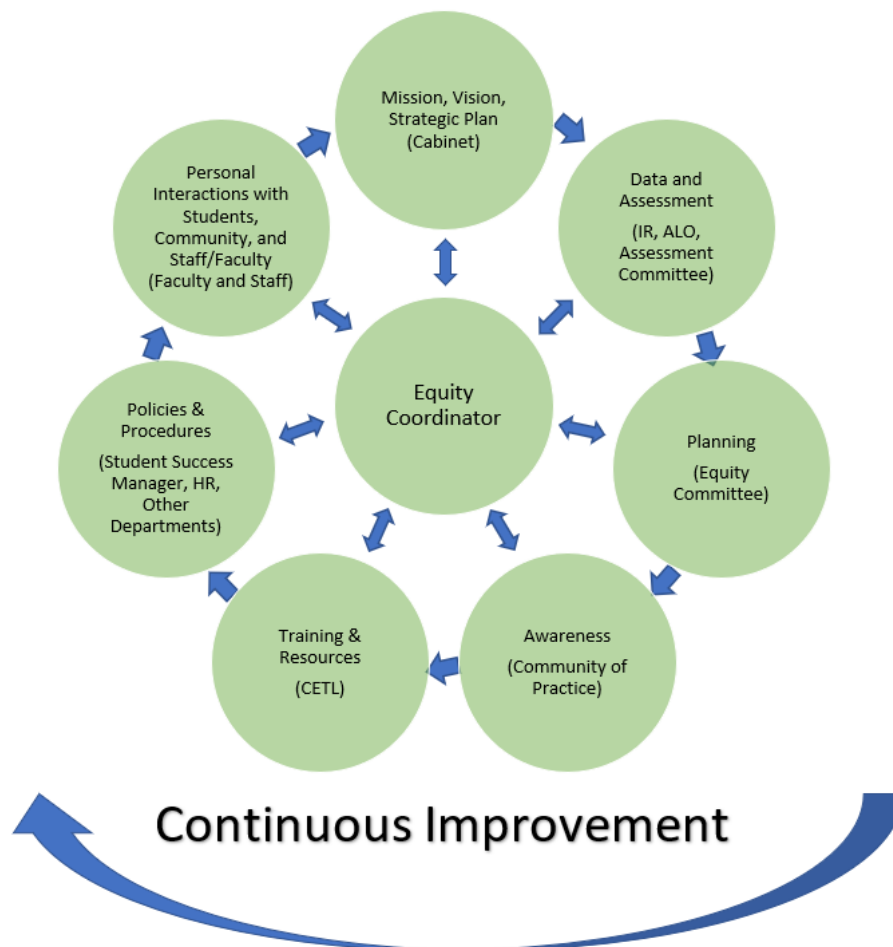 Mission, Vision,
Strategic Plan
(Cabinet)
Data and
Assessment
(IR, ALO,
Assessment
Committee)
Planning
(Equity
Committee)
Awareness
(Community of
Practice)
Training &
Resources
(CETL)
Policies &
Procedures
(Student Success
Manager, HR,
Other
Departments)
Personal
Interactions with
Students,
Community, and
Staff/Faculty
(Faculty and Staff)
Equity
Coordinator
Continuous Improvement